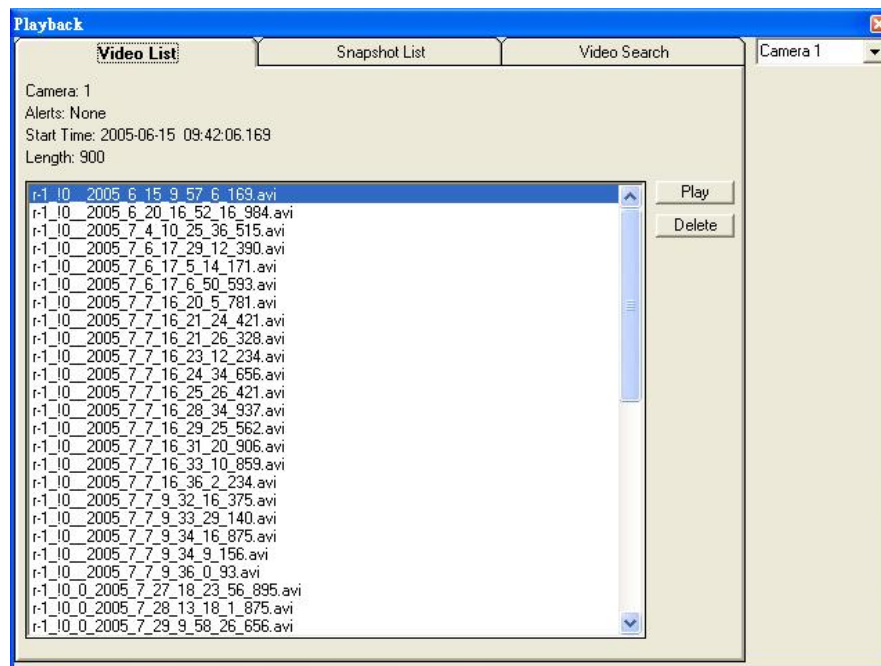 Playback
Video List
Snapshot List
Video Search
Camera 1
Camera: 1
Alerts: None
Start Time: 2005-06-15  09:42:06.169
Length: 900
r-1_!0__2005_6_15_9_57_6_169.avi
r-1_!0__2005_6_20_16_52_16_984.avi
r-1_!0__2005_7_4_10_25_36_515.avi
r-1_!0__2005_7_6_17_29_12_390.avi
r-1_!0__2005_7_6_17_5_14_171.avi
r-1_!0__2005_7_6_17_6_50_593.avi
r-1_!0__2005_7_7_16_20_5_781.avi
r-1_!0__2005_7_7_16_21_24_421.avi
r-1_!0__2005_7_7_16_21_26_328.avi
r-1_!0__2005_7_7_16_23_12_234.avi
r-1_!0__2005_7_7_16_24_34_656.avi
r-1_!0__2005_7_7_16_25_26_421.avi
r-1_!0__2005_7_7_16_28_34_937.avi
r-1_!0__2005_7_7_16_29_25_562.avi
r-1_!0__2005_7_7_16_31_20_906.avi
r-1_!0__2005_7_7_16_33_10_859.avi
r-1_!0__2005_7_7_16_36_2_234.avi
r-1_!0__2005_7_7_9_32_16_375.avi
r-1_!0__2005_7_7_9_33_29_140.avi
r-1_!0__2005_7_7_9_34_16_875.avi
r-1_!0__2005_7_7_9_34_9_156.avi
r-1_!0__2005_7_7_9_36_0_93.avi
r-1_!0_0_2005_7_27_18_23_56_895.avi
r-1_!0_0_2005_7_28_13_18_1_875.avi
r-1_!0_0_2005_7_29_9_58_26_656.avi
Play
Delete